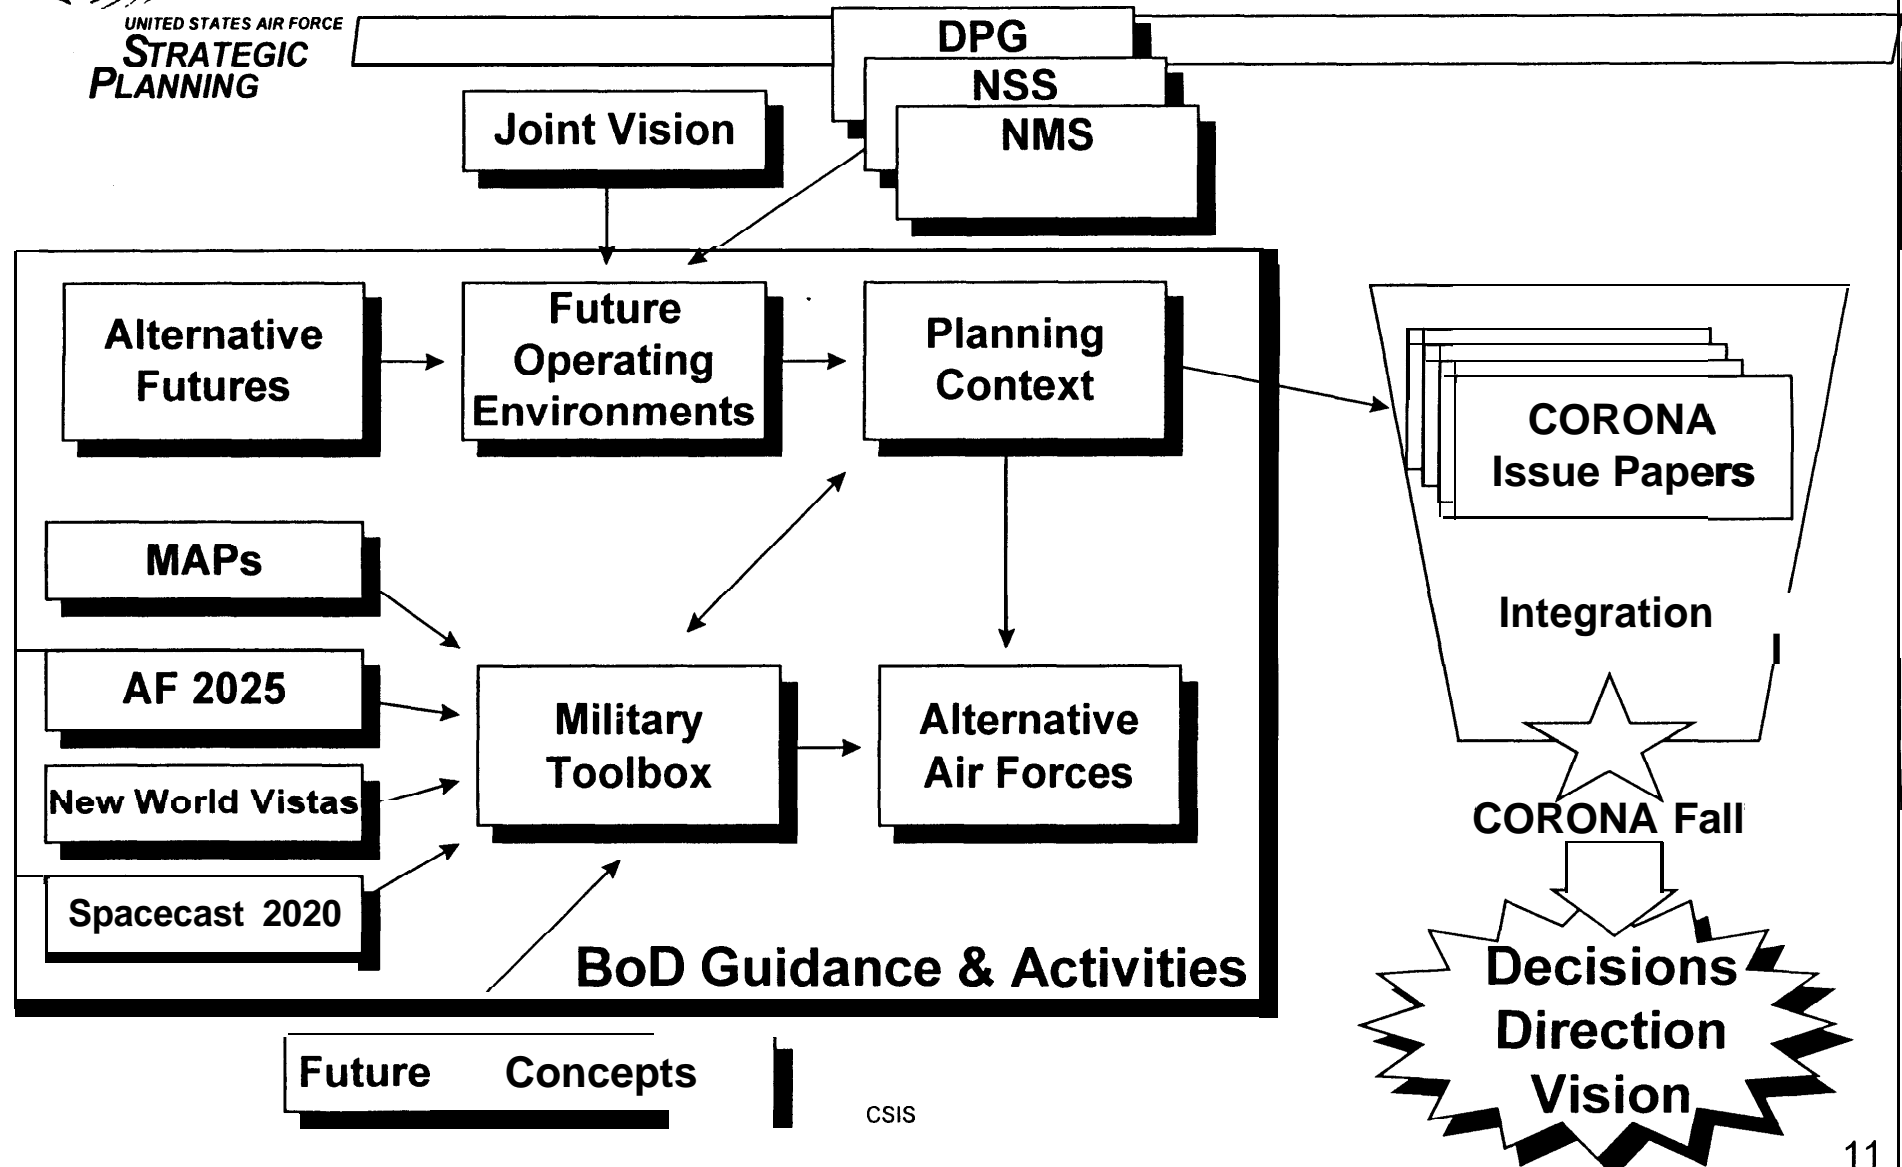 UNITED STATES AIR FORCE
STRATEGIC
PLANNING
DPG
NSS
NMS
Joint Vision
Alternative
Futures
Future
Operating
Environments
Planning
Context
CORONA
Issue Papers
MAPs
Integration
AF 2025
Military
Toolbox
Alternative
Air Forces
New World Vistas
CORONA Fall
Spacecast 2020
BoD Guidance & Activities
Decisions
Direction
Vision
Future Concepts
CSIS
11